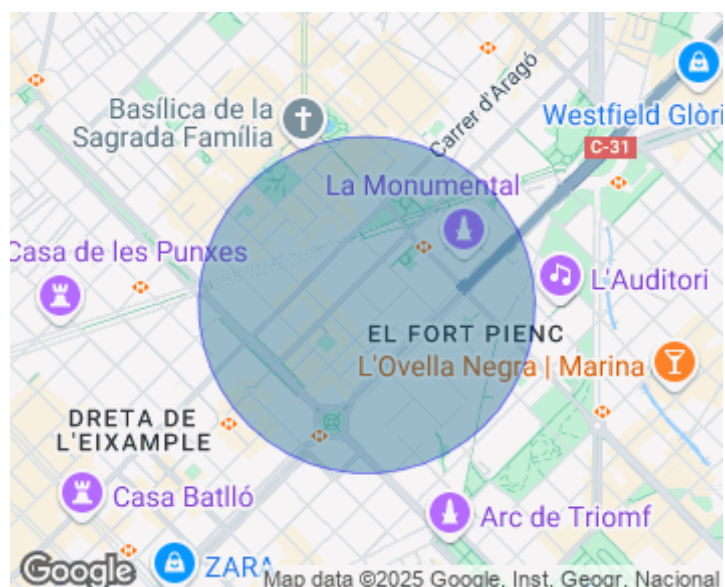 Basílica de la
Sagrada Família
Carrer d'Aragó
Westfield Glòri
C-31
La Monumental
Casa de les Punxes
L'Auditori
EL FORT PIENC
L'Ovella Negra | Marina
DRETA DE
L'EIXAMPLE
Casa Batlló
Arc de Triomf
Google
ZARA
Map data ©2025 Google, Inst. Geogr. Nacional